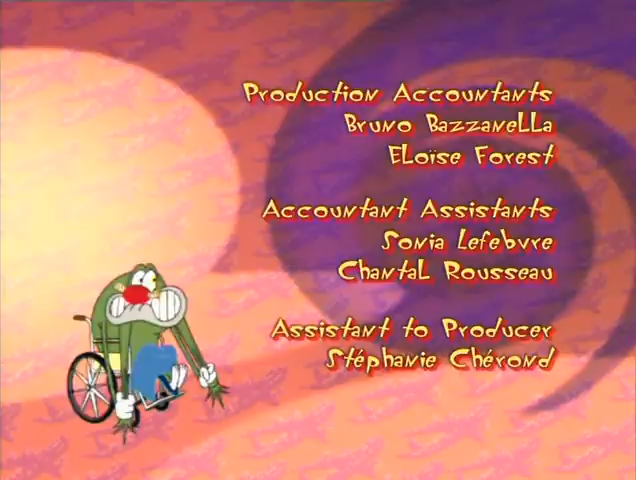 Production Accountants
Bruno Bazzanella
Eloïse Forest
Accountant Assistants
Sonia Lefebvre
Chantal Rousseau
Assistant to Producer
Stéphanie Chérond